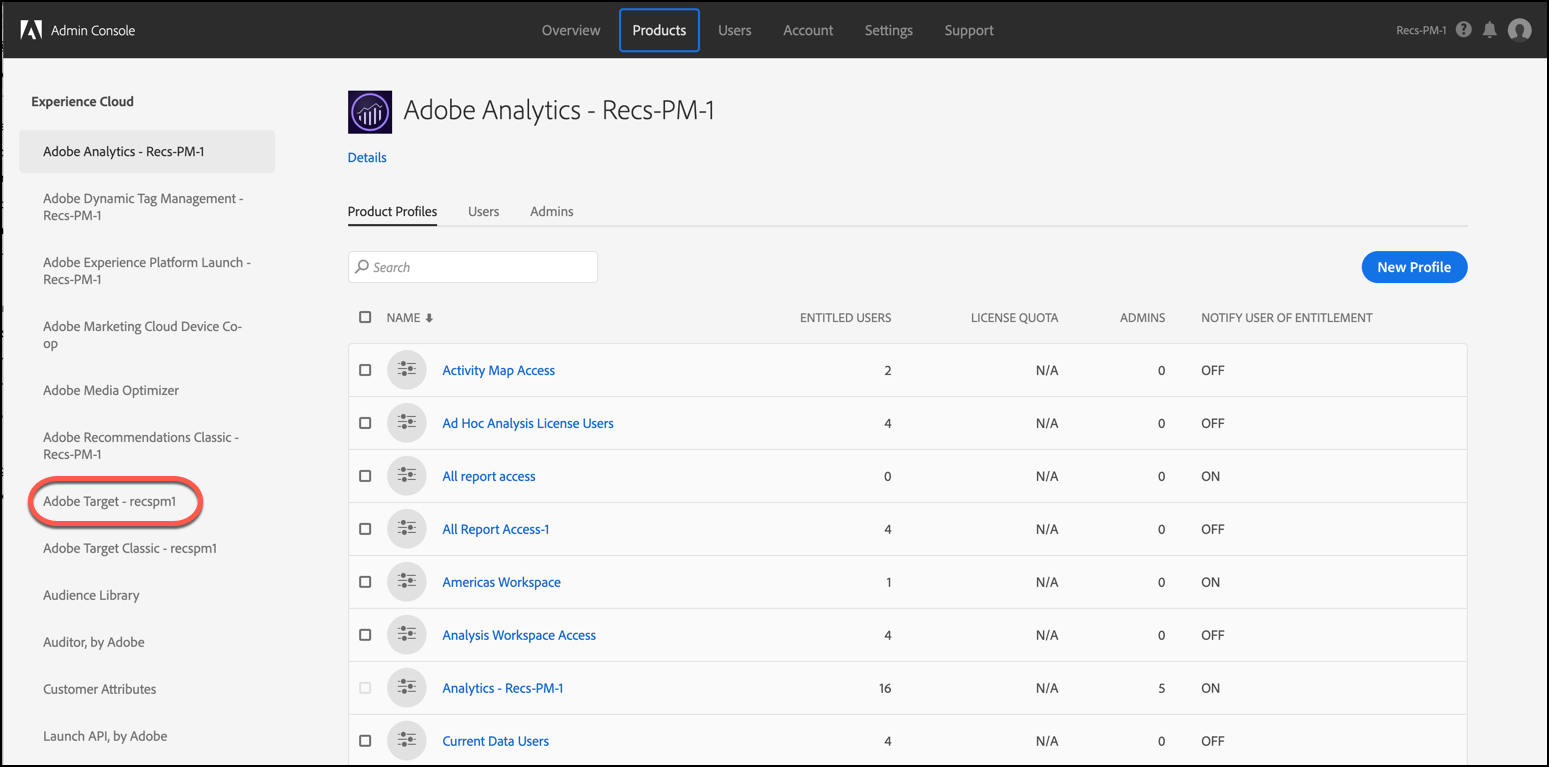 Admin Console
Overview
Products
Users
Account
Settings
Support
Recs-PM-1
Experience Cloud
Adobe Analytics - Recs-PM-1
Adobe Dynamic Tag Management -
Recs-PM-1
Adobe Experience Platform Launch -
Recs-PM-1
Adobe Marketing Cloud Device Co-
op
Adobe Media Optimizer
Adobe Recommendations Classic -
Recs-PM-1
Adobe Target - recspm1
Adobe Target Classic - recspm1
Audience Library
Auditor, by Adobe
Customer Attributes
Launch API, by Adobe
Adobe Analytics - Recs-PM-1
Details
Product Profiles
Users
Admins
Search
New Profile
NAME ENTITLED USERS LICENSE QUOTA ADMINS NOTIFY USER OF ENTITLEMENT
Activity Map Access 2 N/A 0 OFF
Ad Hoc Analysis License Users 4 N/A 0 OFF
All report access 0 N/A 0 ON
All Report Access-1 4 N/A 0 OFF
Americas Workspace 1 N/A 0 ON
Analysis Workspace Access 4 N/A 0 OFF
Analytics - Recs-PM-1 16 N/A 5 ON
Current Data Users 4 N/A 0 OFF